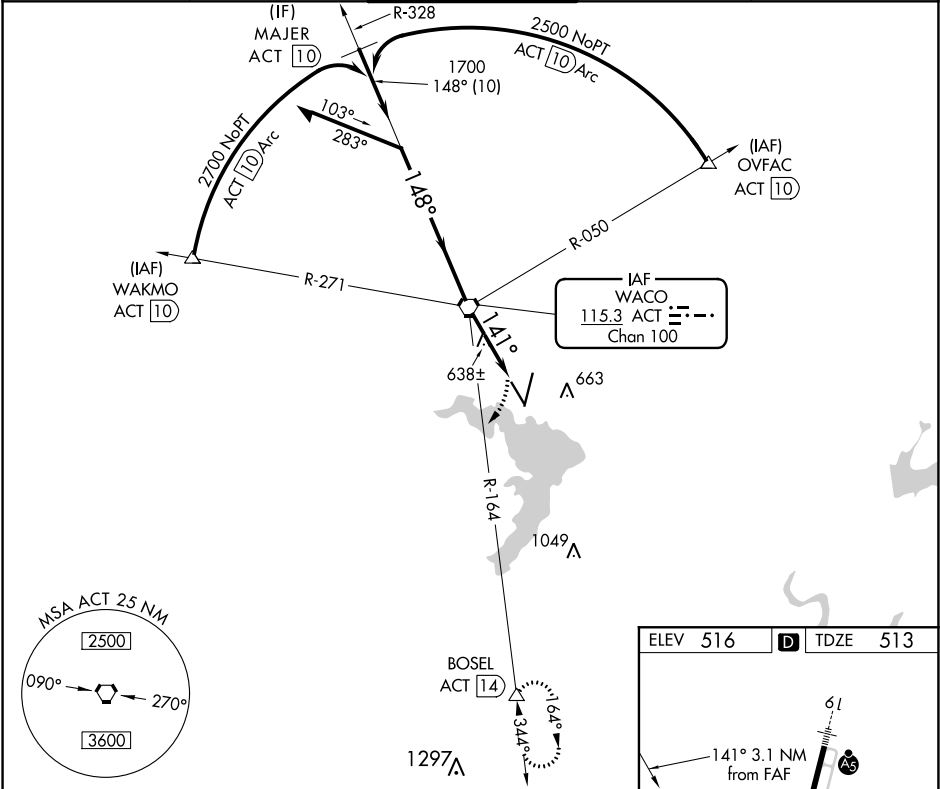 (IF)
MAJER
ACT 10
R-328
2500 NoPT
ACT 10 Arc
1700
148° (10)
103°
283°
2700 NoPT
ACT 10 Arc
148°
(IAF)
OVFAC
ACT 10
R-050
(IAF)
WAKMO
ACT 10
R-271
IAF
WACO
115.3 ACT
Chan 100
141°
638±
663
R-164
1049
MSA ACT 25 NM
2500
090°
270°
3600
BOSEL
ACT 14
344°
164°
1297
ELEV 516 D TDZE 513
19
141° 3.1 NM
from FAF
A5